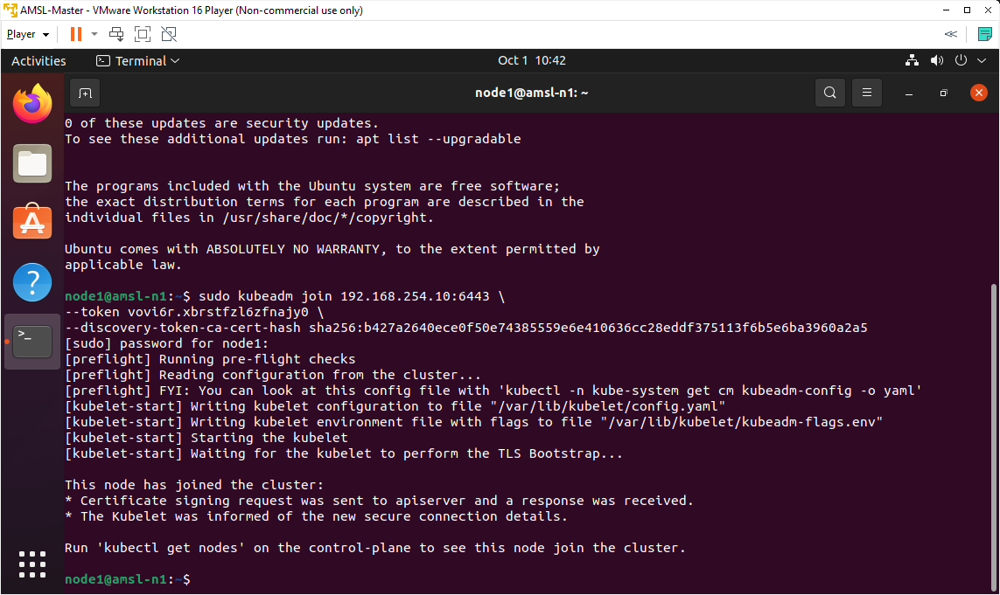 AMSL-Master - VMware Workstation 16 Player (Non-commercial use only)
Player
Activities
Terminal
Oct 1 10:42
node1@amsl-n1: ~
0 of these updates are security updates.
To see these additional updates run: apt list --upgradable
The programs included with the Ubuntu system are free software;
the exact distribution terms for each program are described in the
individual files in /usr/share/doc/*/copyright.
Ubuntu comes with ABSOLUTELY NO WARRANTY, to the extent permitted by
applicable law.
node1@amsl-n1:~$ sudo kubeadm join 192.168.254.10:6443 \
--token vovi6r.xbrstfzl6zfnajy0 \
--discovery-token-ca-cert-hash sha256:b427a2640ece0f50e74385559e6e410636cc28eddf375113f6b5e6ba3960a2a5
[sudo] password for node1:
[preflight] Running pre-flight checks
[preflight] Reading configuration from the cluster...
[preflight] FYI: You can look at this config file with 'kubectl -n kube-system get cm kubeadm-config -o yaml'
[kubelet-start] Writing kubelet configuration to file "/var/lib/kubelet/config.yaml"
[kubelet-start] Writing kubelet environment file with flags to file "/var/lib/kubelet/kubeadm-flags.env"
[kubelet-start] Starting the kubelet
[kubelet-start] Waiting for the kubelet to perform the TLS Bootstrap...
This node has joined the cluster:
* Certificate signing request was sent to apiserver and a response was received.
* The Kubelet was informed of the new secure connection details.
Run 'kubectl get nodes' on the control-plane to see this node join the cluster.
node1@amsl-n1:~$